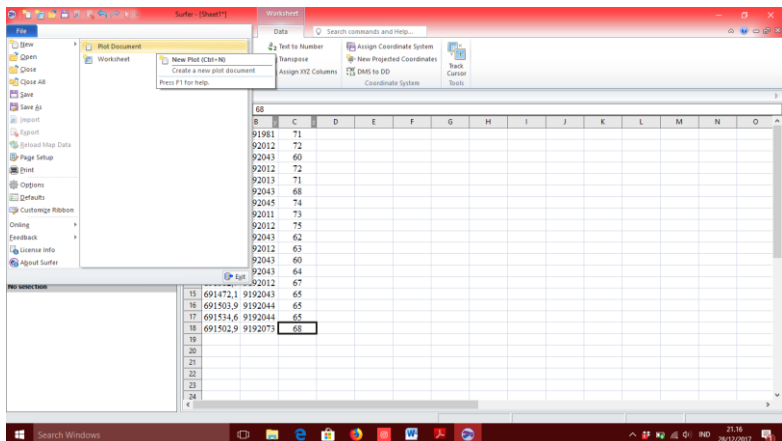 Surfer - [Sheet1*]
Worksheet
File
Data
Search commands and Help...
New
Open
Close
Close All
Save
Save As
Import
Export
Reload Map Data
Page Setup
Print
Options
Defaults
Customize Ribbon
Online
Feedback
License Info
About Surfer
Exit
Plot Document
Worksheet
New Plot (Ctrl+N)
Create a new plot document
Press F1 for help.
Text to Number
Transpose
Assign XYZ Columns
Assign Coordinate System
New Projected Coordinates
DMS to DD
Coordinate System
Track
Cursor
Tools
68
B C D E F G H I J K L M N O
91981 71
92012 72
92043 60
92012 72
92013 71
92043 68
92045 74
92011 73
92012 75
92043 62
92012 63
92043 60
92043 64
9192012 67
15 691472,1 9192043 65
16 691503,9 9192044 65
17 691534,6 9192044 65
18 691502,9 9192073 68
19
20
21
22
23
24
No selection
Search Windows
IND
21.16
28/12/2017